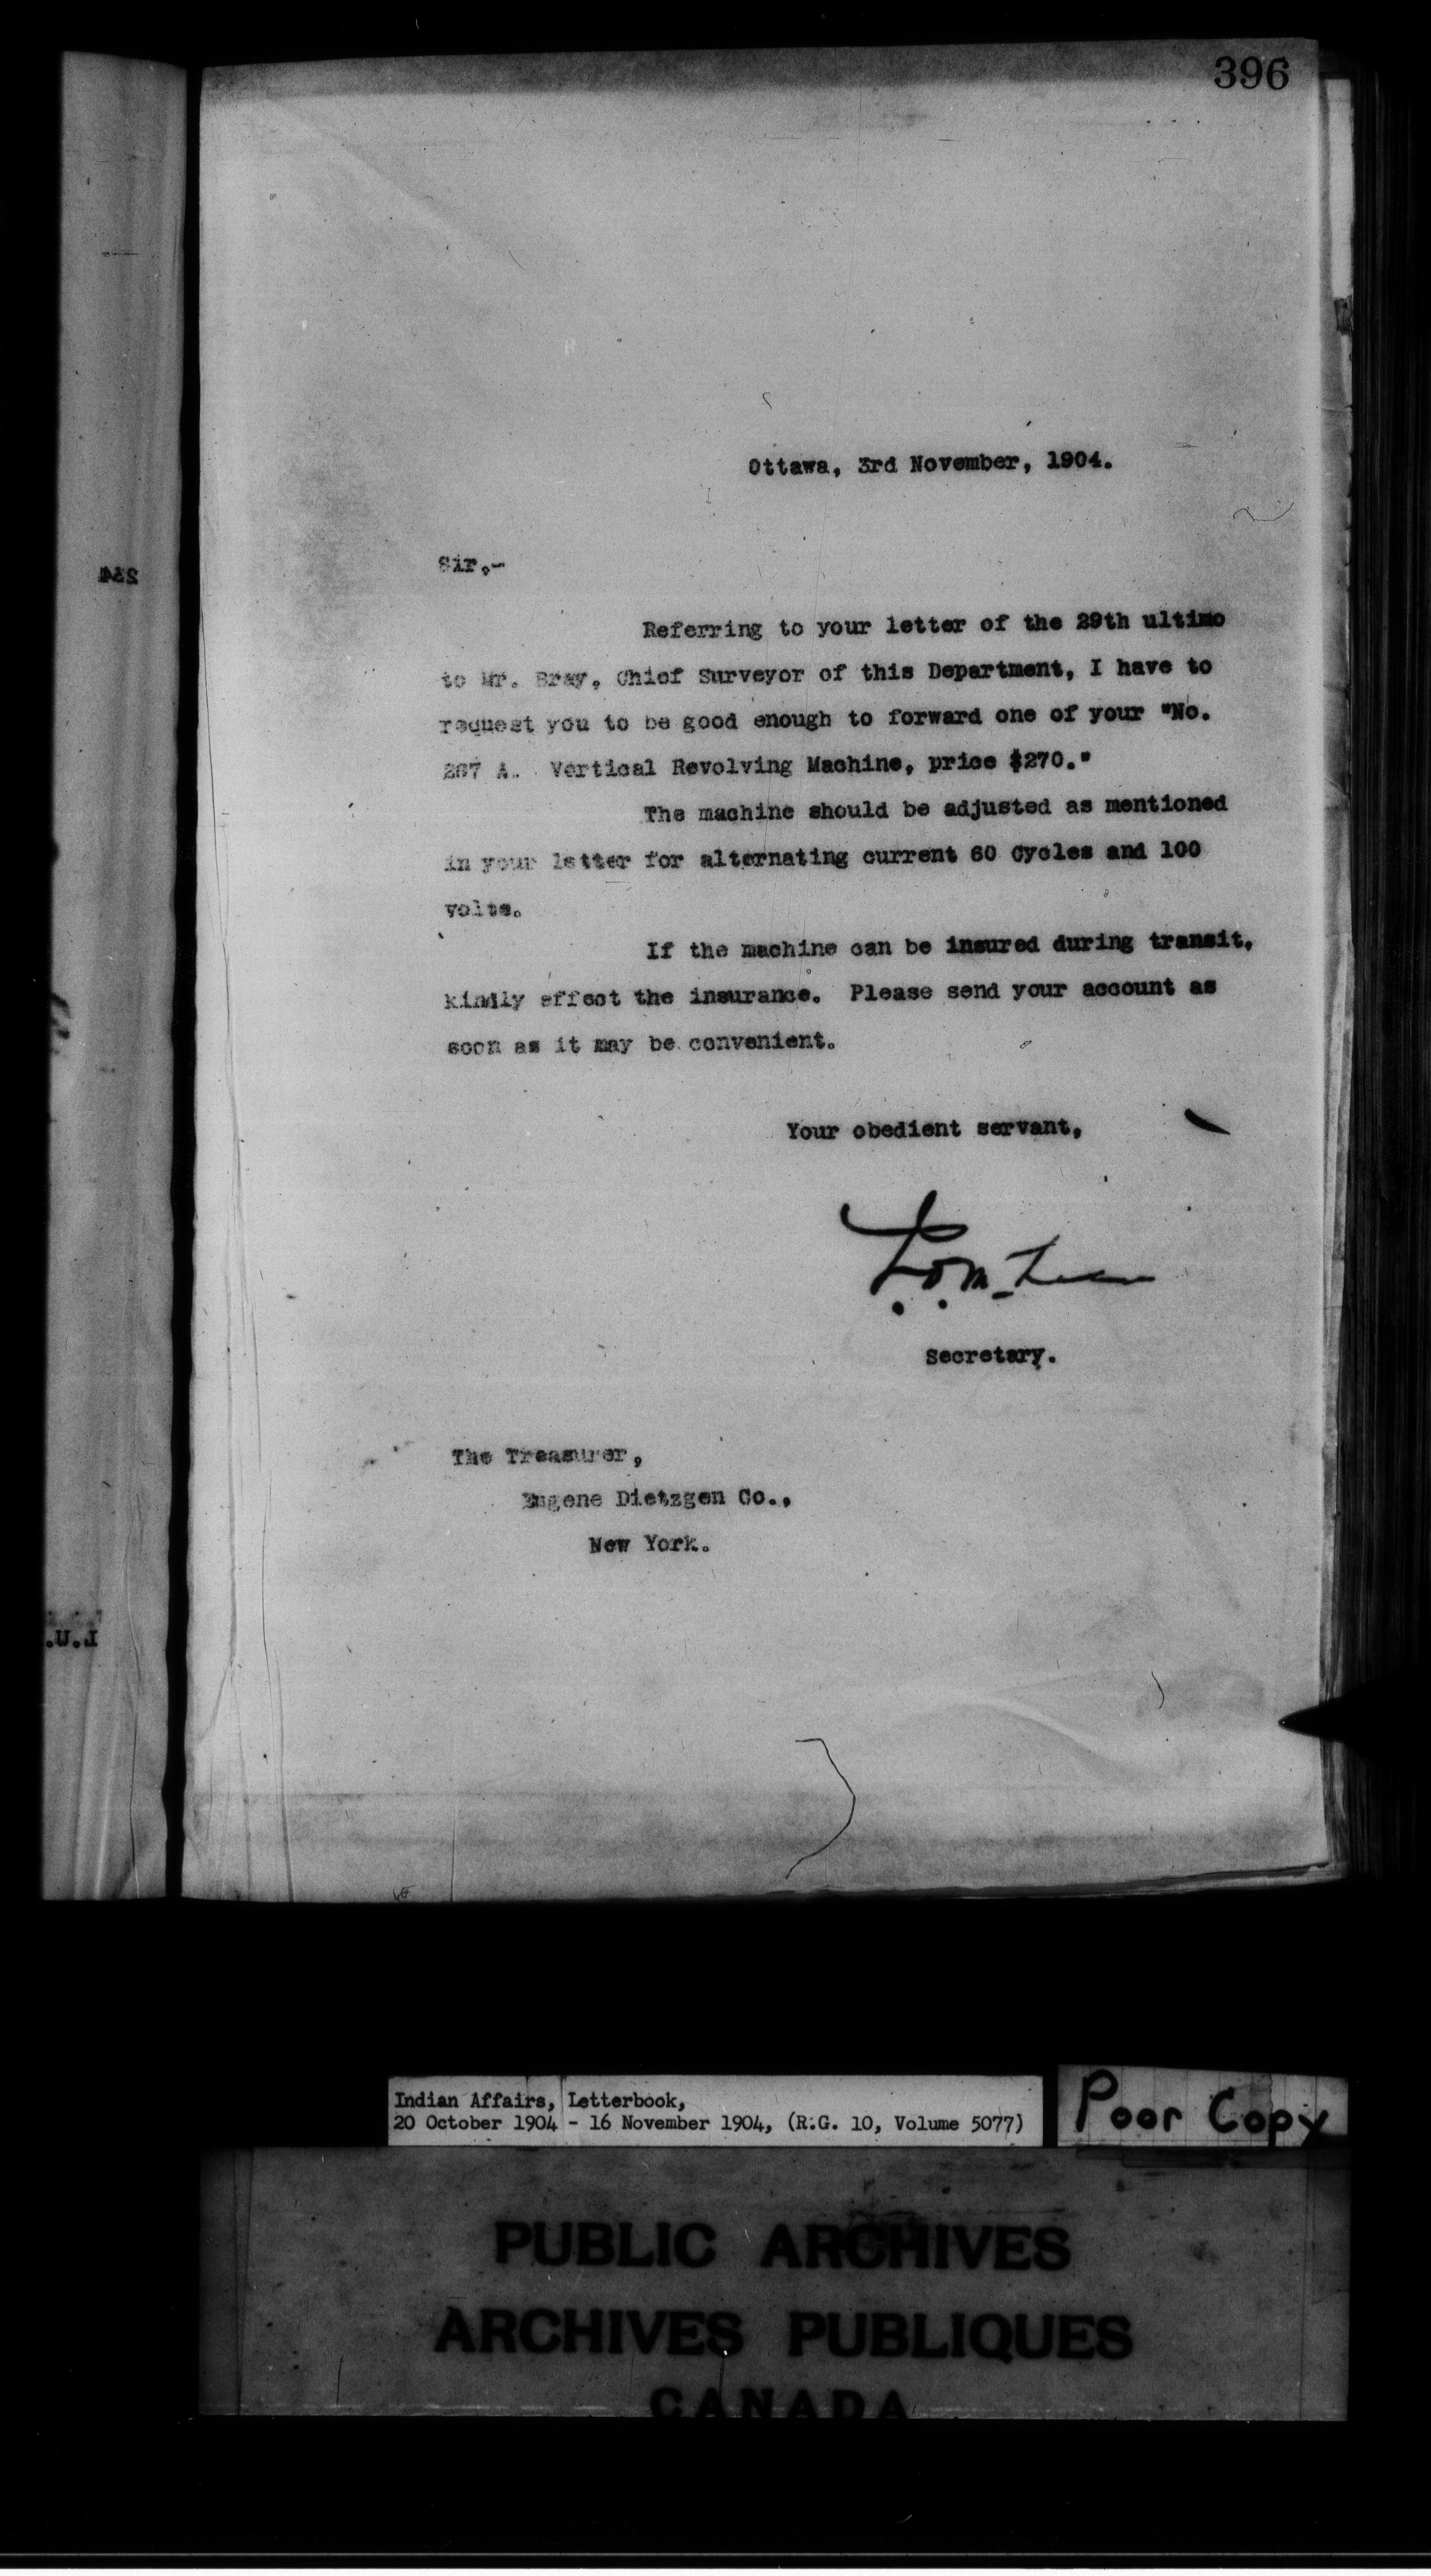 396
Ottawa, 3rd November, 1904.
Sir.-
Referring to your letter of the 29th ultimo
to Mr. Bray, Chief Surveyor of this Department, I have to
request you to be good enough to forward one of your "No.
267 A. Vertical Revolving Machine, price $270."
The machine should be adjusted as mentioned
in your letter for alternating current 60 Cycles and 100
volts.
If the machine can be insured during transit,
kindly effect the insurance. Please send your account as
soon as it may be convenient.
Your obedient servant,
Secretary.
The Treasurer,
Eugene Dietzgen Co.,
New York.
Indian Affairs, Letterbook,
20 October 1904 - 16 November 1904, (R.G. 10, Volume 5077)
Poor Copy
PUBLIC ARCHIVES
ARCHIVES PUBLIQUES
CANADA